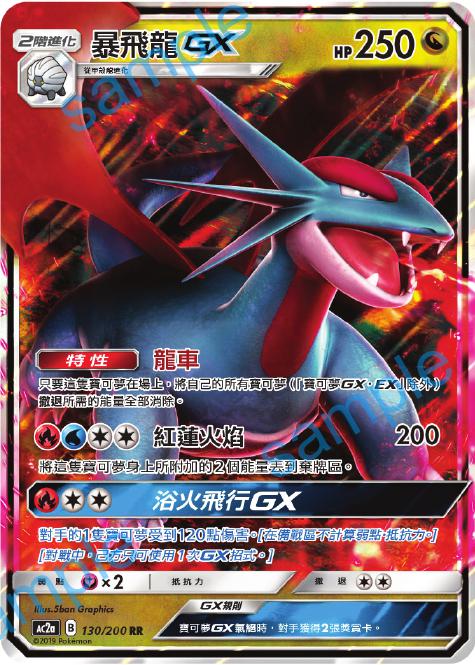 2階進化
暴飛龍GX
HP250
從甲殼龍進化
特性 龍車
只要這隻寶可夢在場上，將自己的所有寶可夢(「寶可夢GX・EX」除外)
撤退所需的能量全部消除。
紅蓮火焰 200
將這隻寶可夢身上所附加的2個能量丟到棄牌區。
浴火飛行GX
對手的1隻寶可夢受到120點傷害。[在備戰區不計算弱點・抵抗力。]
[對戰中，己方只可使用1次GX招式。]
弱點 ×2 抵抗力 撤退
Illus.5ban Graphics
GX規則
AC2a B 130/200 RR
寶可夢GX氣絕時，對手獲得2張獎賞卡。
©2019 Pokémon
sample
sample
sample